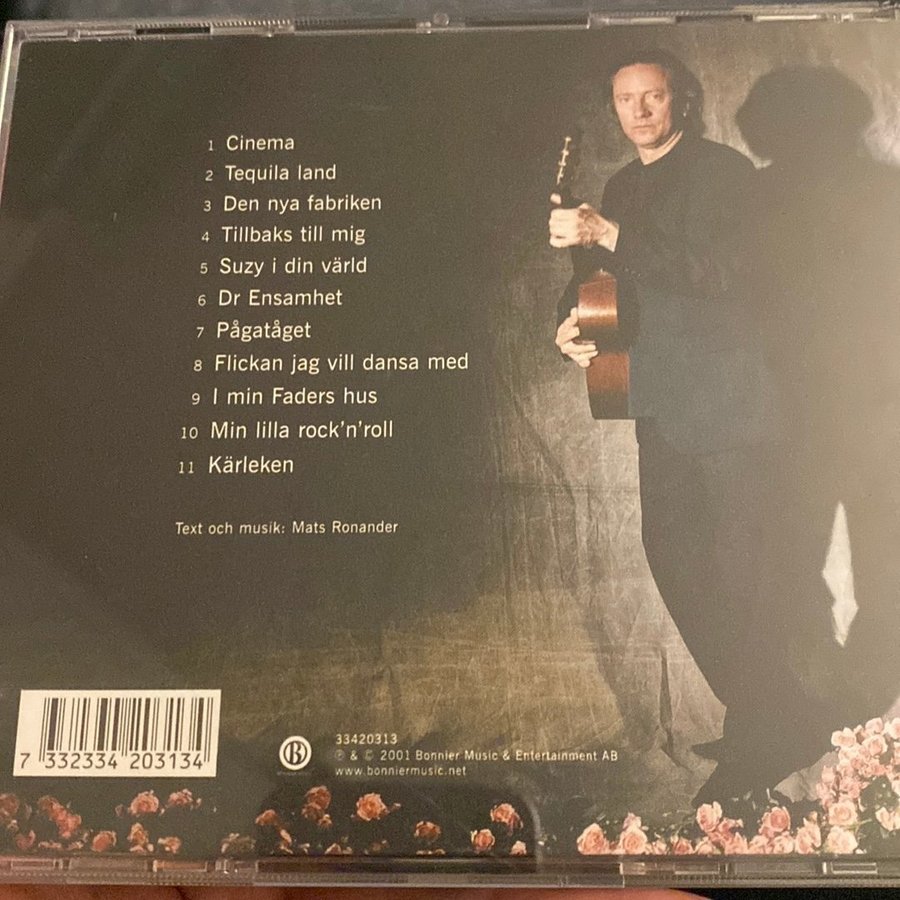 1 Cinema
2 Tequila land
3 Den nya fabriken
4 Tillbaks till mig
5 Suzy i din värld
6 Dr Ensamhet
7 Pågatåget
8 Flickan jag vill dansa med
9 I min Faders hus
10 Min lilla rock'n'roll
11 Kärleken
Text och musik: Mats Ronander
7 332334 203134
B
33420313
℗ & © 2001 Bonnier Music & Entertainment AB
www.bonniermusic.net